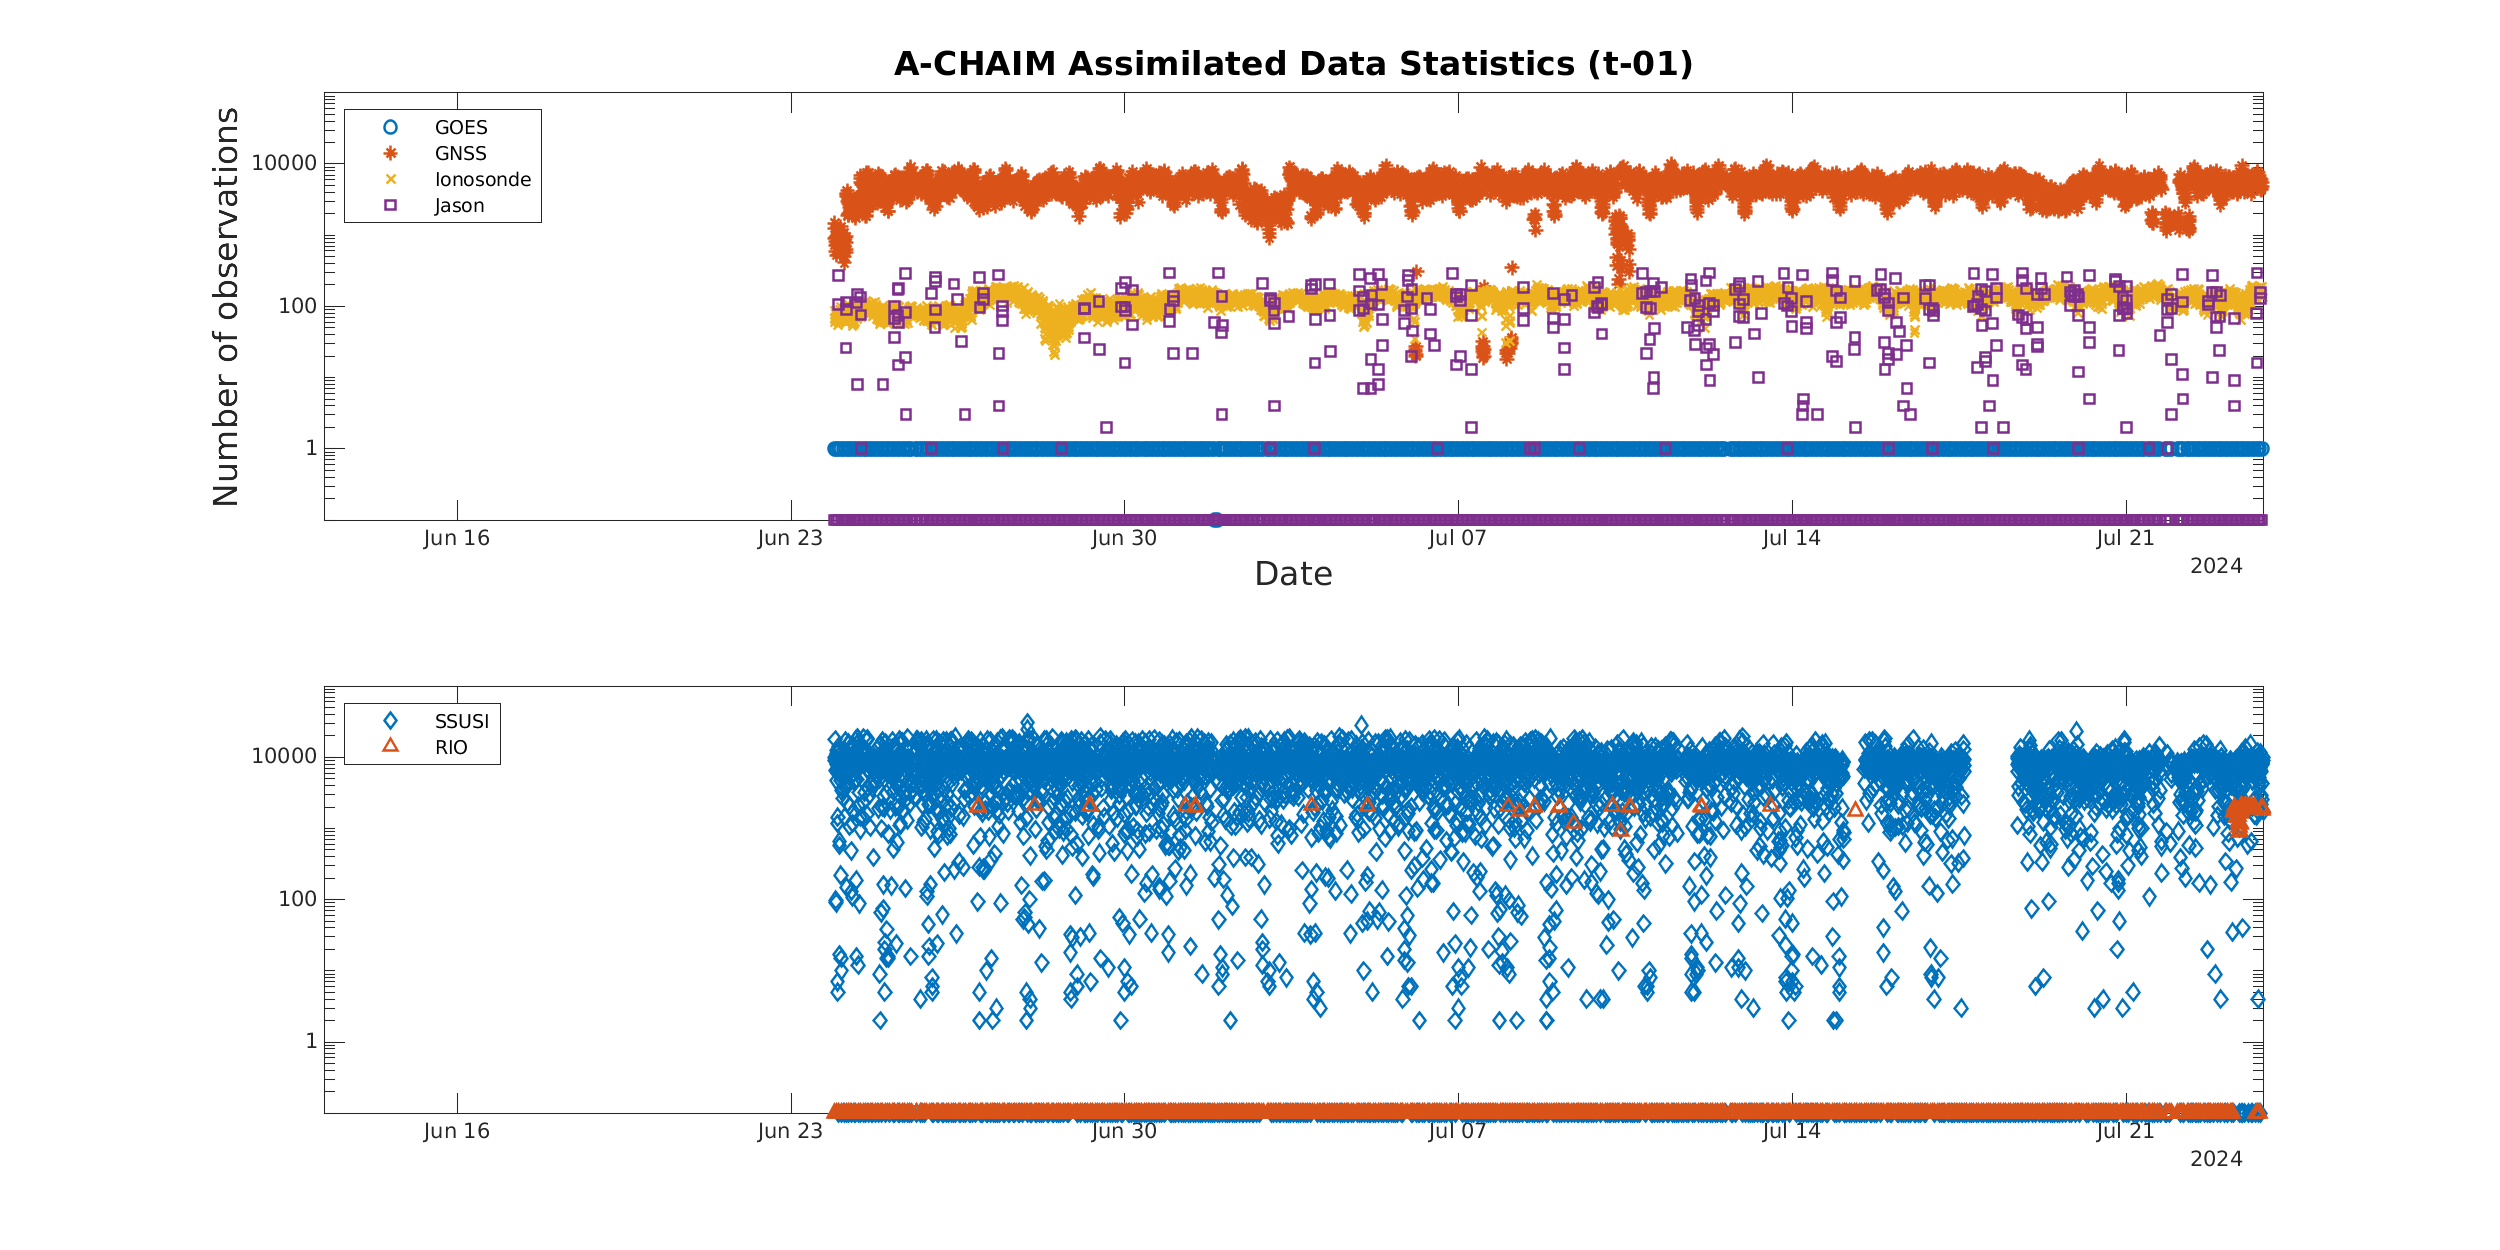 A-CHAIM Assimilated Data Statistics (t-01)
Number of observations
10000
100
1
GOES
GNSS
Ionosonde
Jason
Jun 16
Jun 23
Jun 30
Jul 07
Jul 14
Jul 21
2024
Date
10000
100
1
SSUSI
RIO
Jun 16
Jun 23
Jun 30
Jul 07
Jul 14
Jul 21
2024